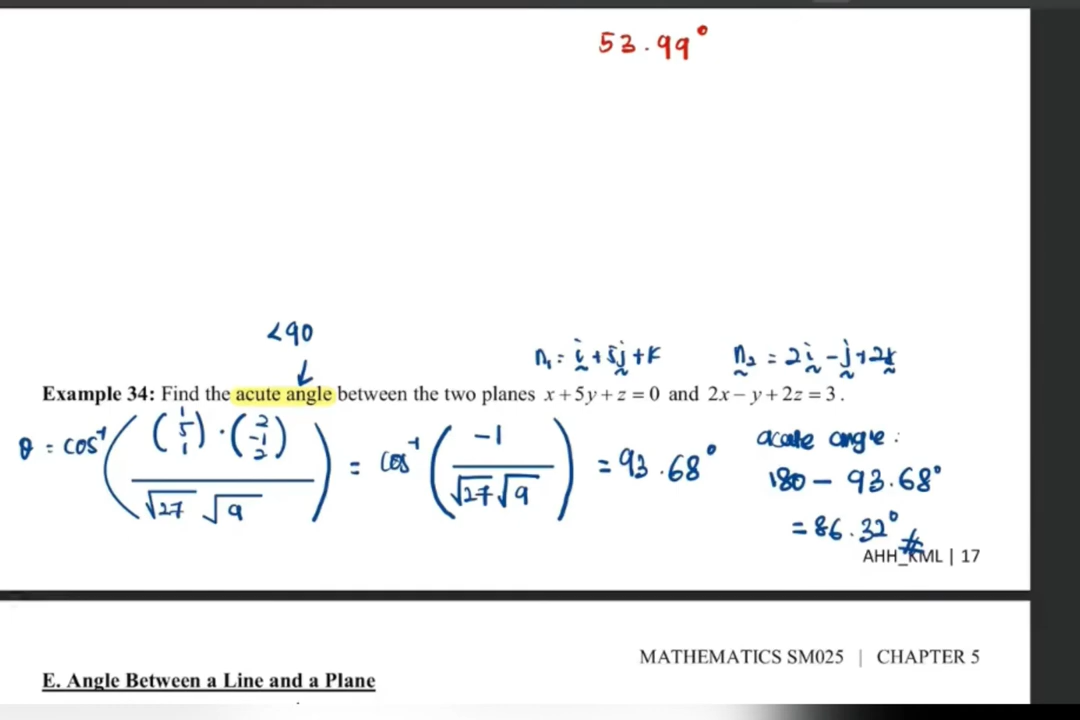 53.99°
<90
n₁ = i + 5j + k n₂ = 2i - j + 2k
Example 34: Find the acute angle between the two planes x + 5y + z = 0 and 2x − y + 2z = 3.
θ = cos⁻¹ ( (1 5 1) · (2 -1 2) / √27 √9 ) = cos⁻¹ ( -1 / √27 √9 ) = 93.68°
acute angle :
180 - 93.68°
= 86.32° #
AHH_KML | 17
MATHEMATICS SM025 | CHAPTER 5
E. Angle Between a Line and a Plane